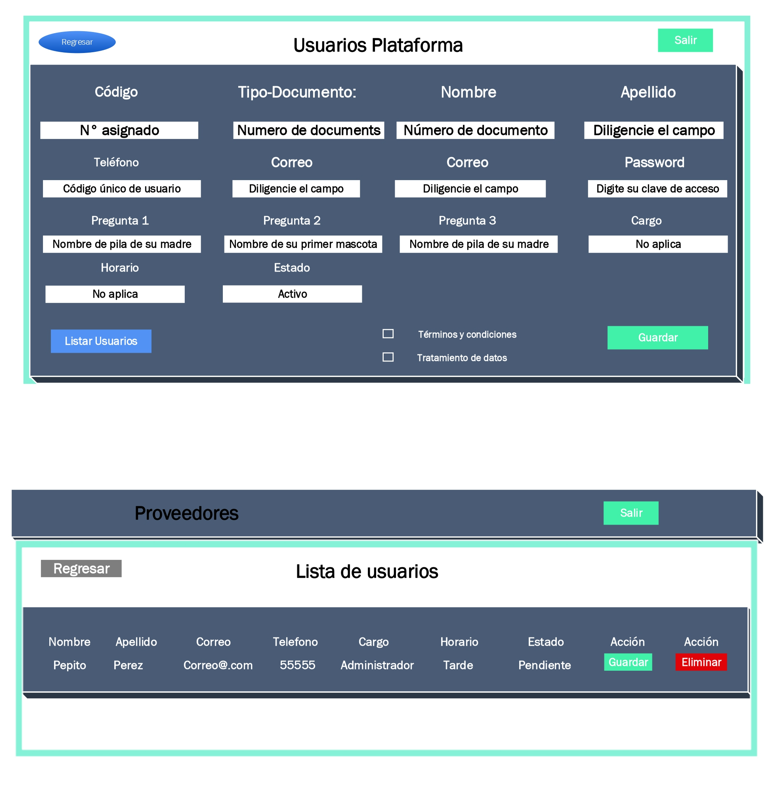 Regresar
Usuarios Plataforma
Salir
Código Tipo-Documento: Nombre Apellido
N° asignado Numero de documents Número de documento Diligencie el campo
Teléfono Correo Correo Password
Código único de usuario Diligencie el campo Diligencie el campo Digite su clave de acceso
Pregunta 1 Pregunta 2 Pregunta 3 Cargo
Nombre de pila de su madre Nombre de su primer mascota Nombre de pila de su madre No aplica
Horario Estado
No aplica Activo
Listar Usuarios Términos y condiciones Guardar
Tratamiento de datos
Proveedores Salir
Regresar Lista de usuarios
Nombre Apellido Correo Telefono Cargo Horario Estado Acción Acción
Pepito Perez Correo@.com 55555 Administrador Tarde Pendiente Guardar Eliminar